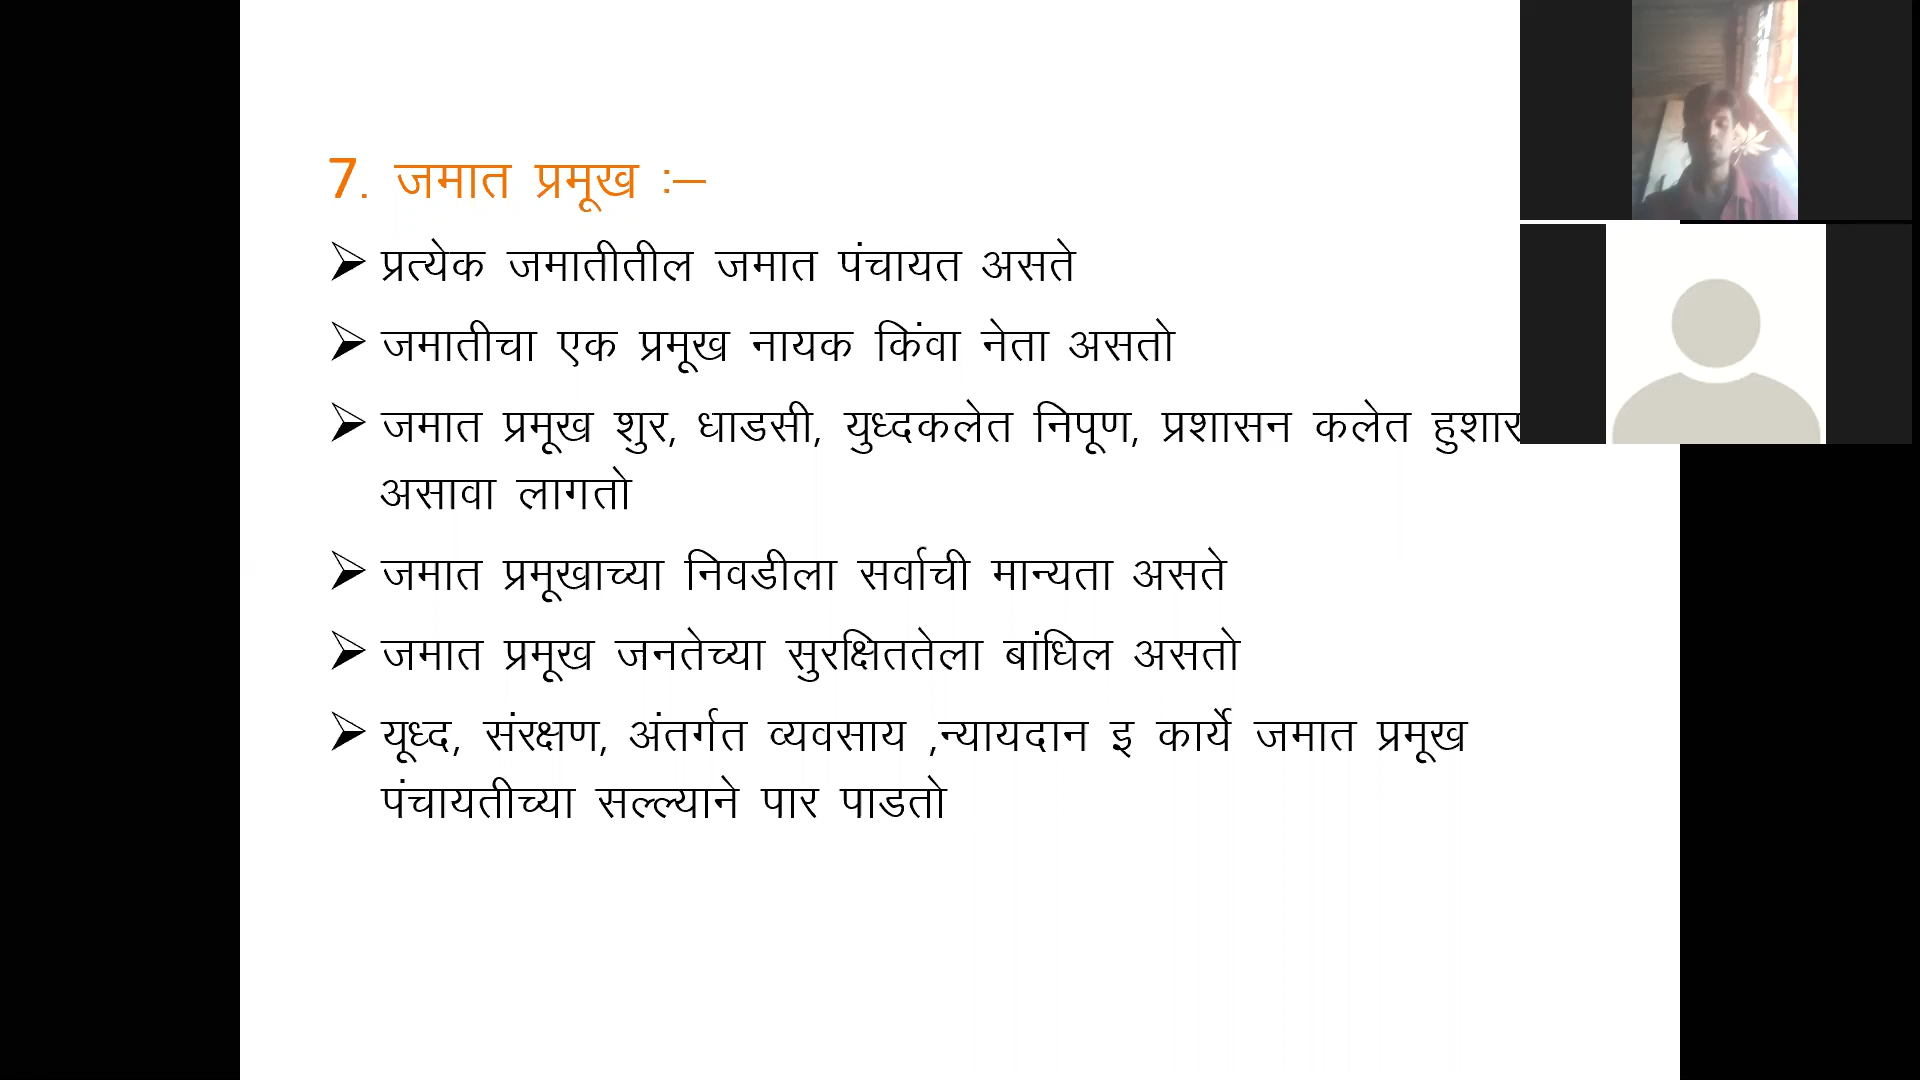 7. जमात प्रमूख :–
➢ प्रत्येक जमातीतील जमात पंचायत असते
➢ जमातीचा एक प्रमूख नायक किंवा नेता असतो
➢ जमात प्रमूख शुर, धाडसी, युध्दकलेत निपूण, प्रशासन कलेत हुशार
असावा लागतो
➢ जमात प्रमूखाच्या निवडीला सर्वाची मान्यता असते
➢ जमात प्रमूख जनतेच्या सुरक्षिततेला बांधिल असतो
➢ यूध्द, संरक्षण, अंतर्गत व्यवसाय ,न्यायदान इ कार्ये जमात प्रमूख
पंचायतीच्या सल्ल्याने पार पाडतो